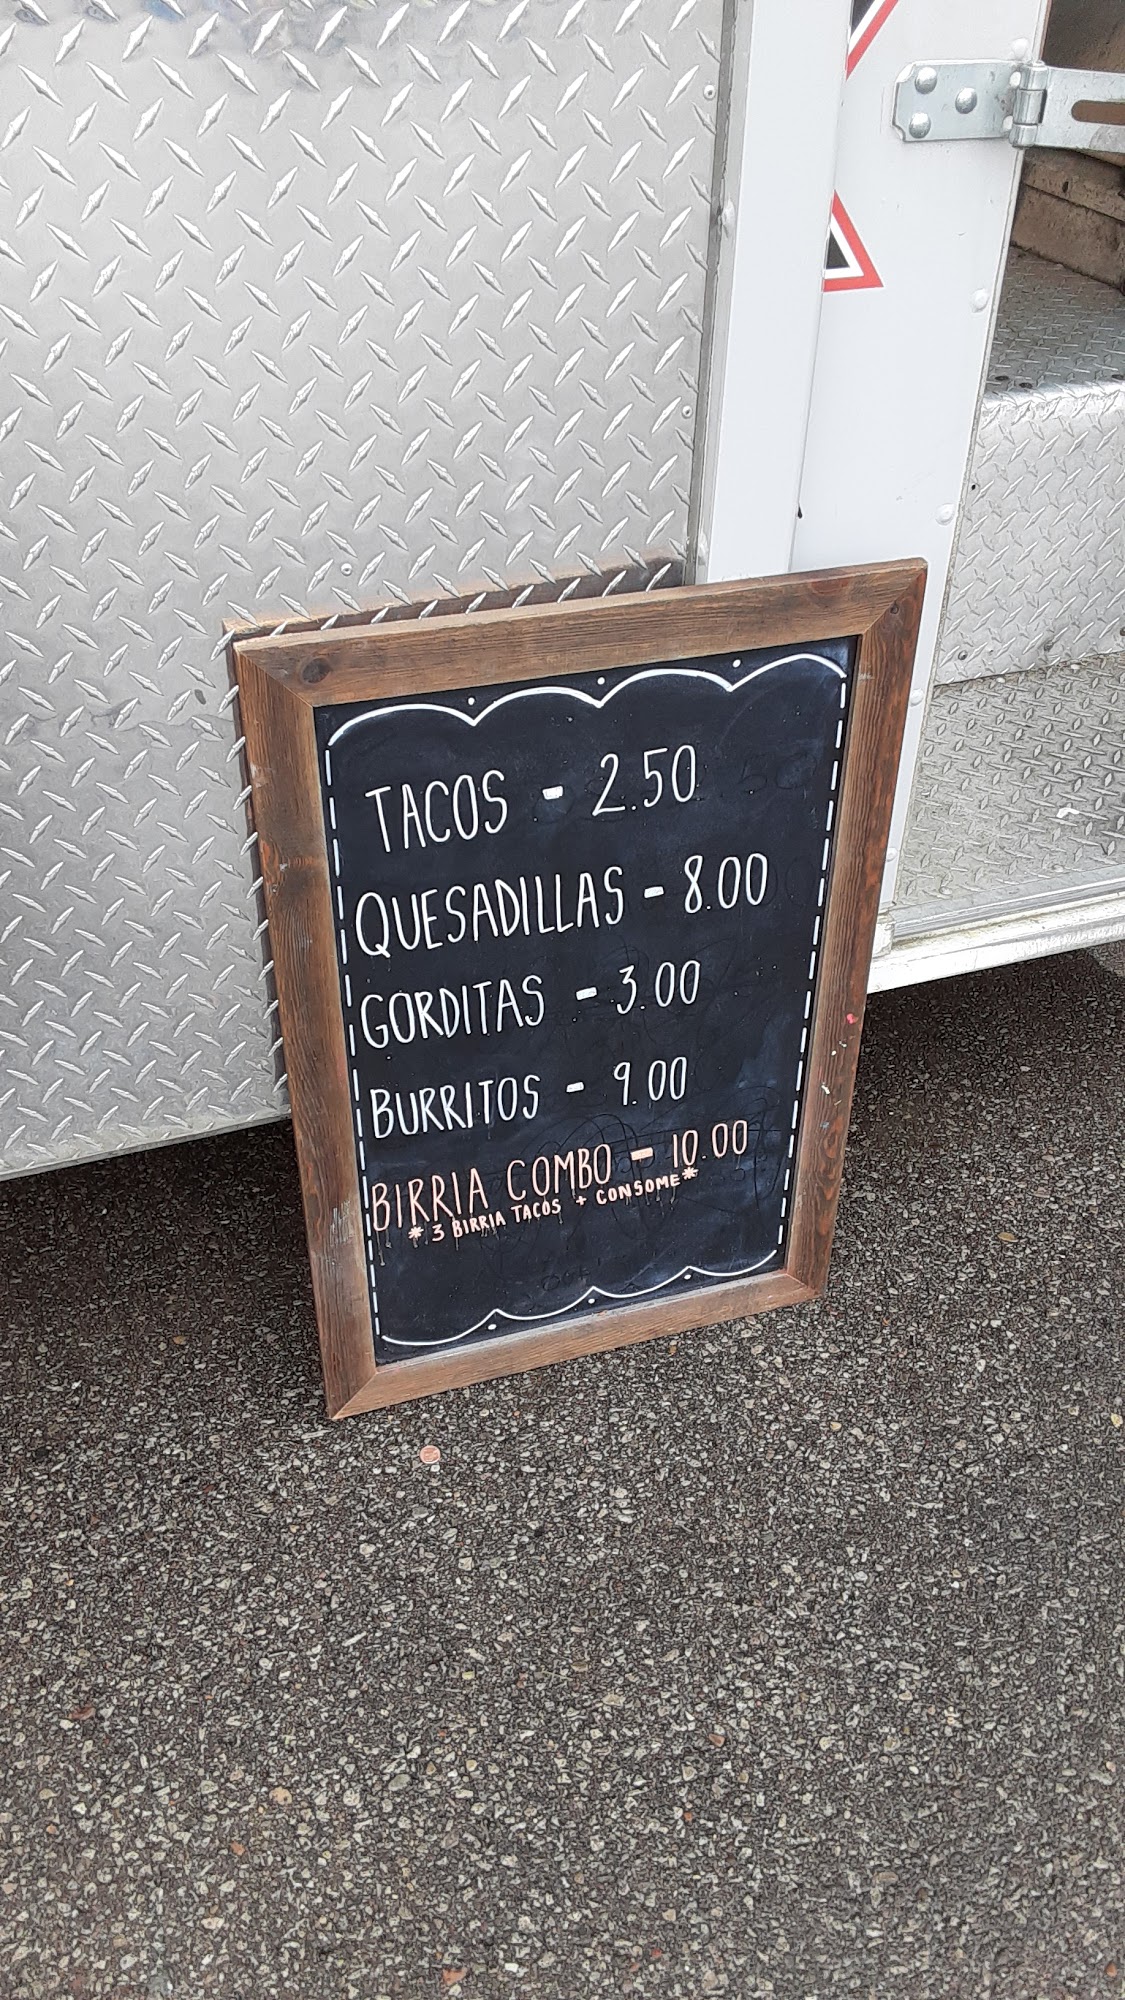 TACOS - 2.50
QUESADILLAS - 8.00
GORDITAS - 3.00
BURRITOS - 9.00
BIRRIA COMBO - 10.00
* 3 BIRRIA TACOS + CONSOME *